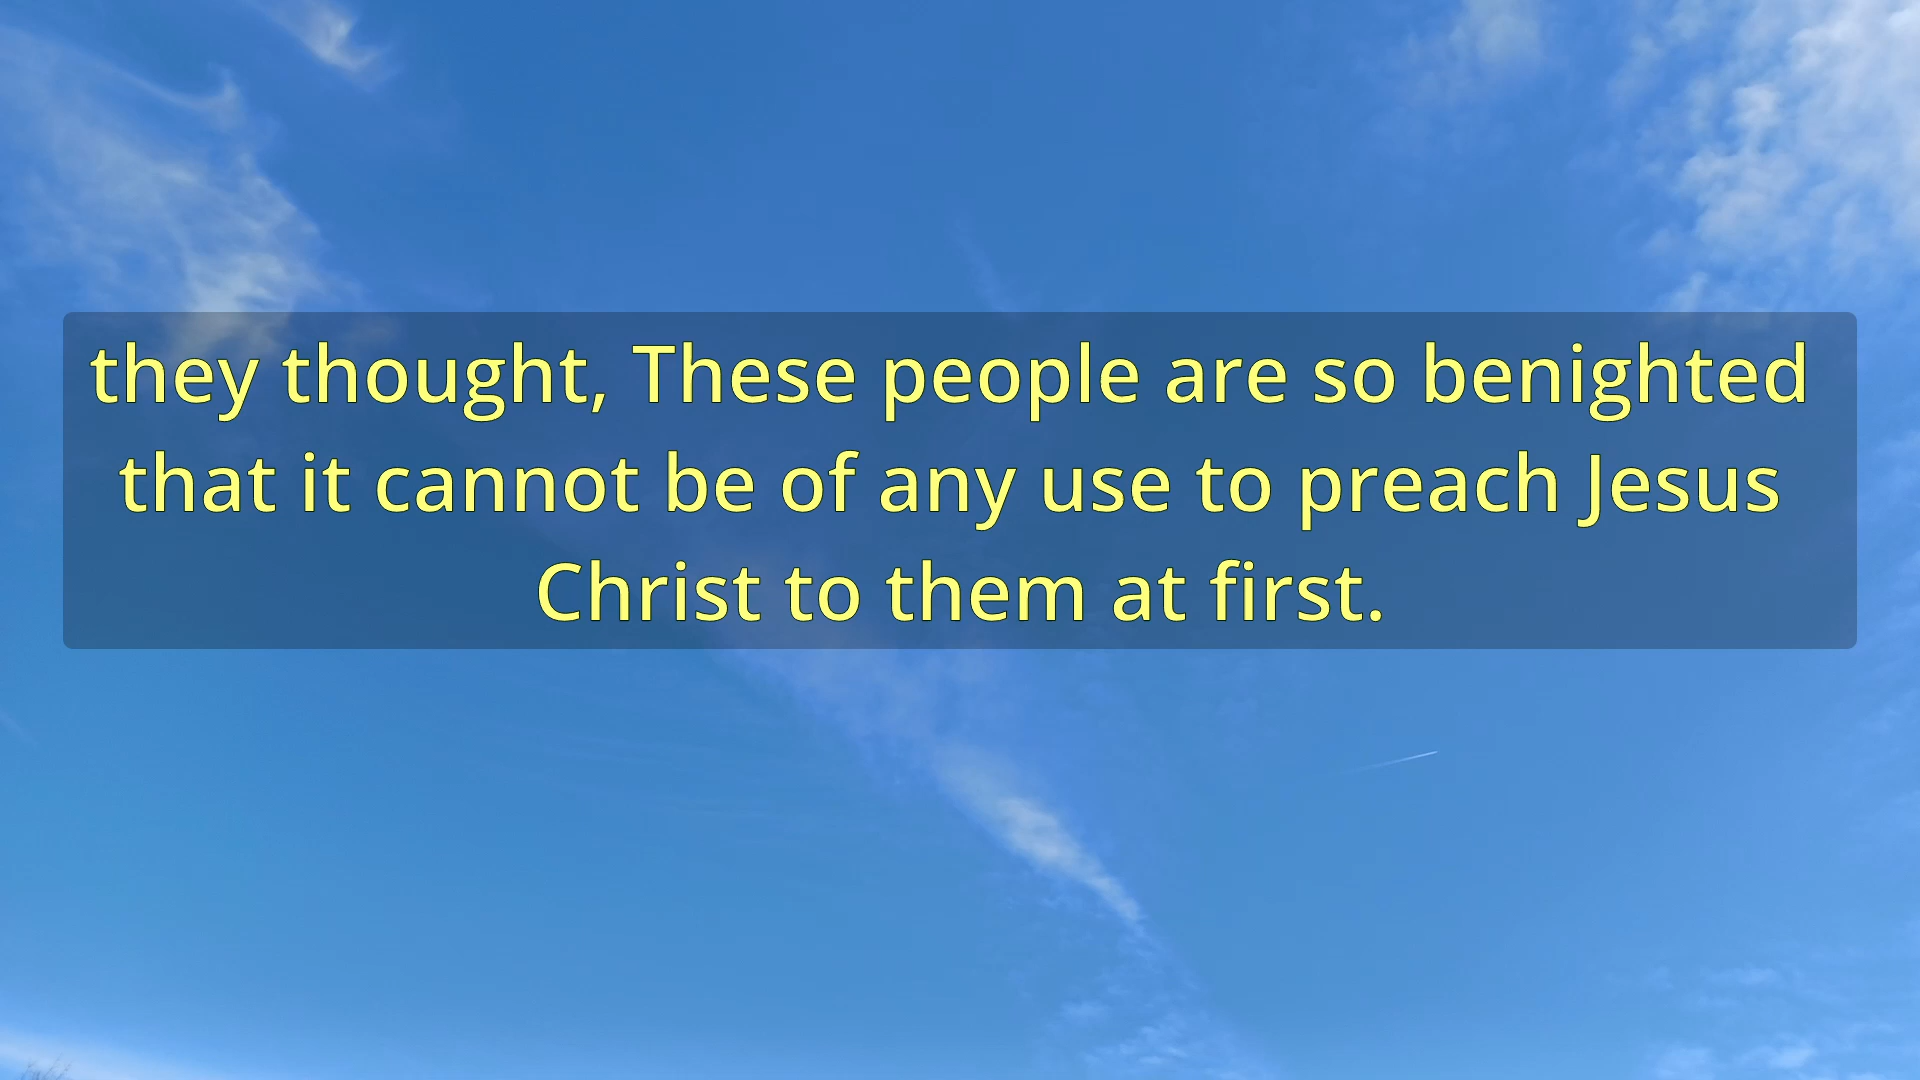 they thought, These people are so benighted
that it cannot be of any use to preach Jesus
Christ to them at first.